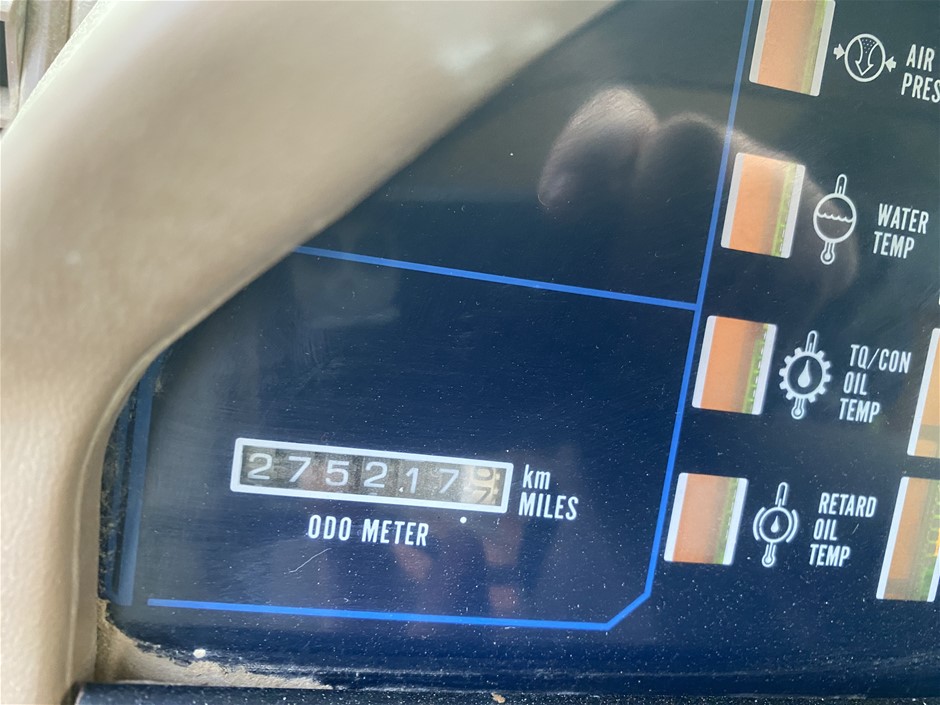 AIR
PRES
WATER
TEMP
TQ/CON
OIL
TEMP
275217
km
MILES
ODO METER
RETARD
OIL
TEMP